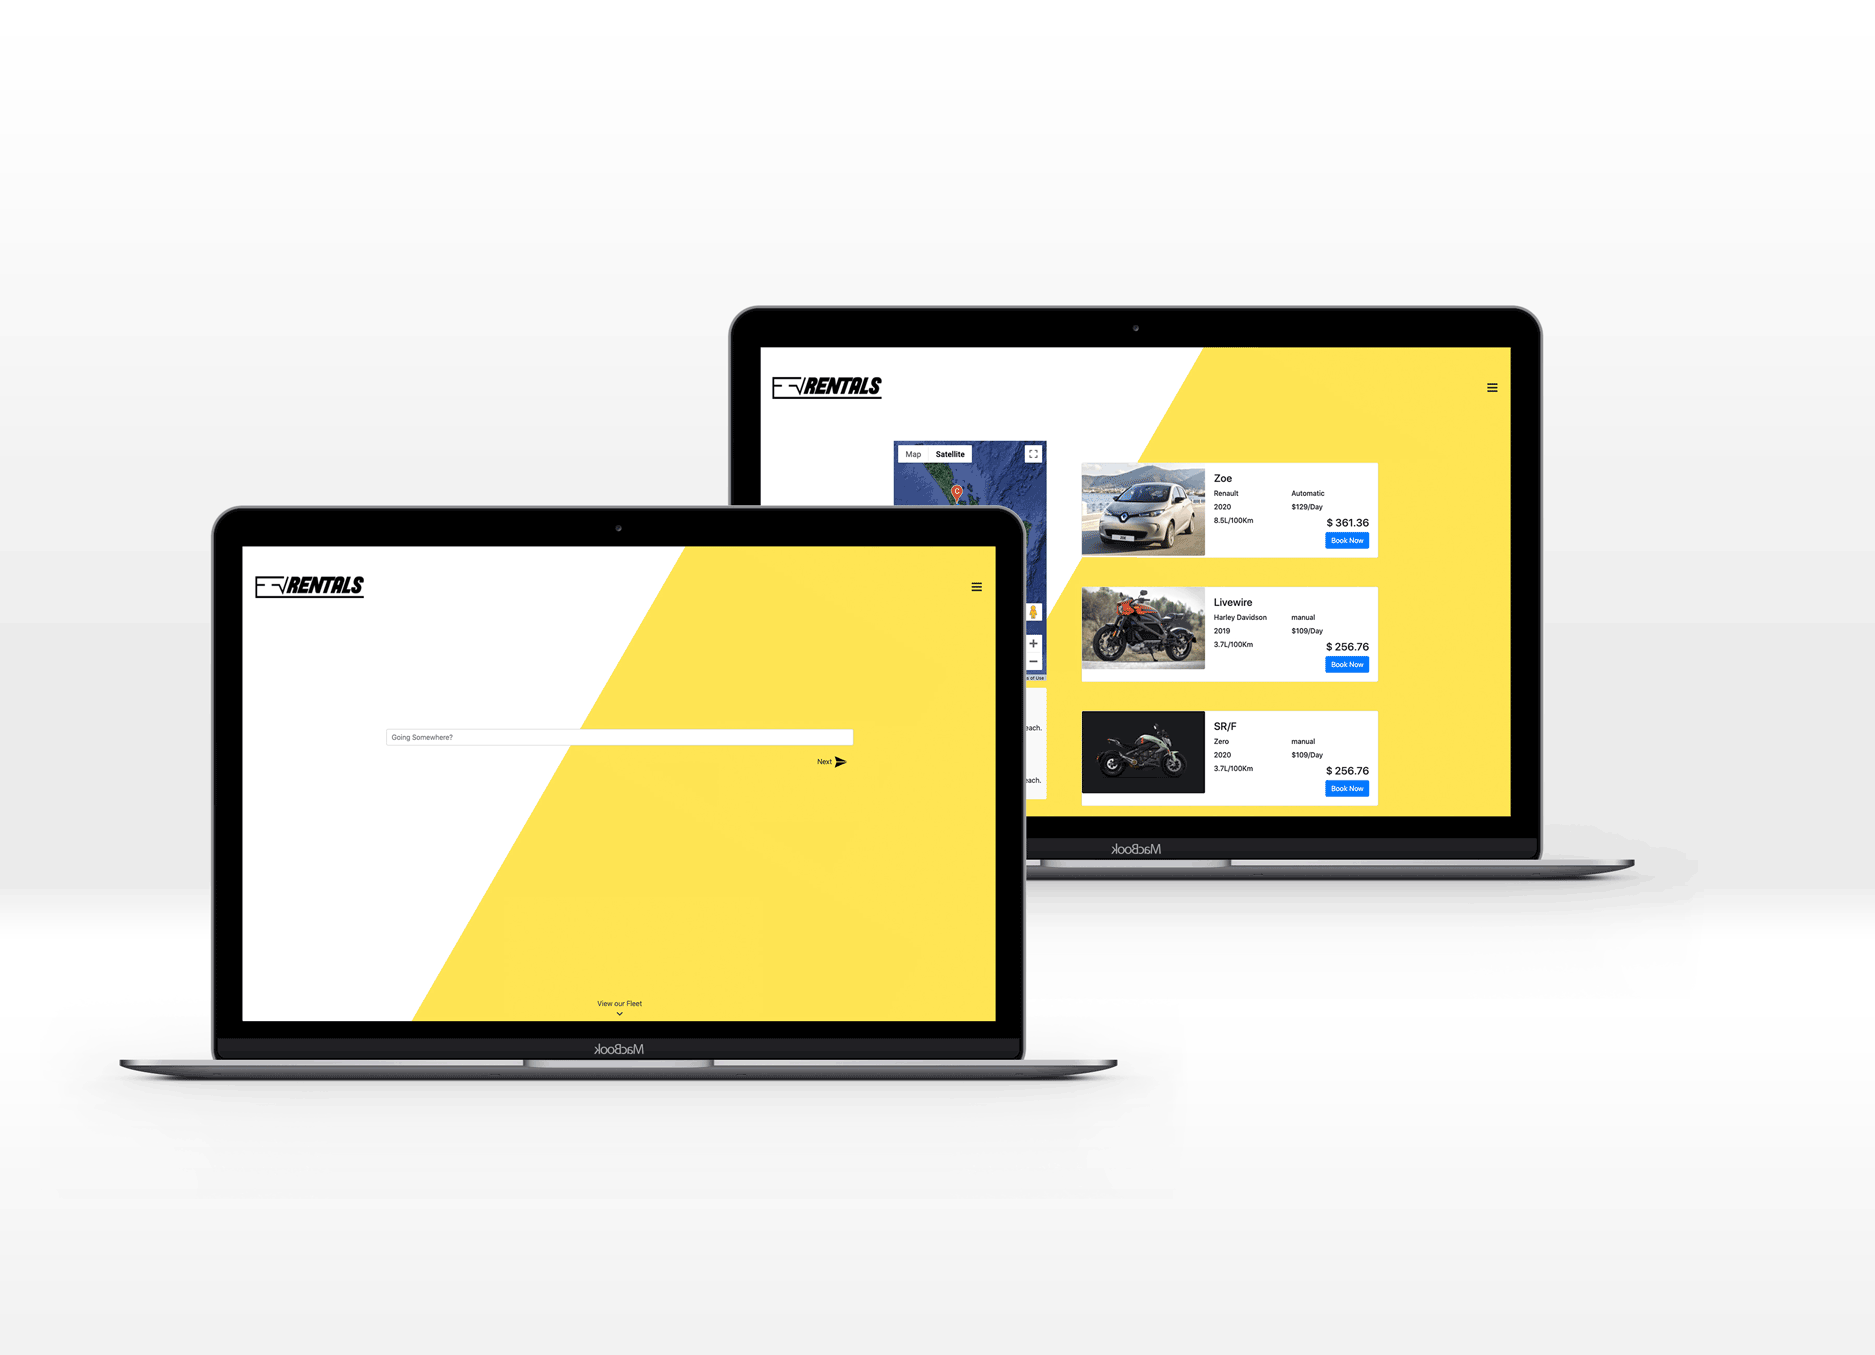 EV/RENTALS
Map Satellite
C
Zoe
Renault Automatic
2020 $129/Day
8.5L/100Km
$ 361.36
Book Now
Livewire
Harley Davidson manual
2019 $109/Day
3.7L/100Km
$ 256.76
Book Now
SR/F
Zero manual
2020 $109/Day
3.7L/100Km
$ 256.76
Book Now
s of Use
each.
each.
MacBook
EV/RENTALS
Going Somewhere?
Next
View our Fleet
MacBook